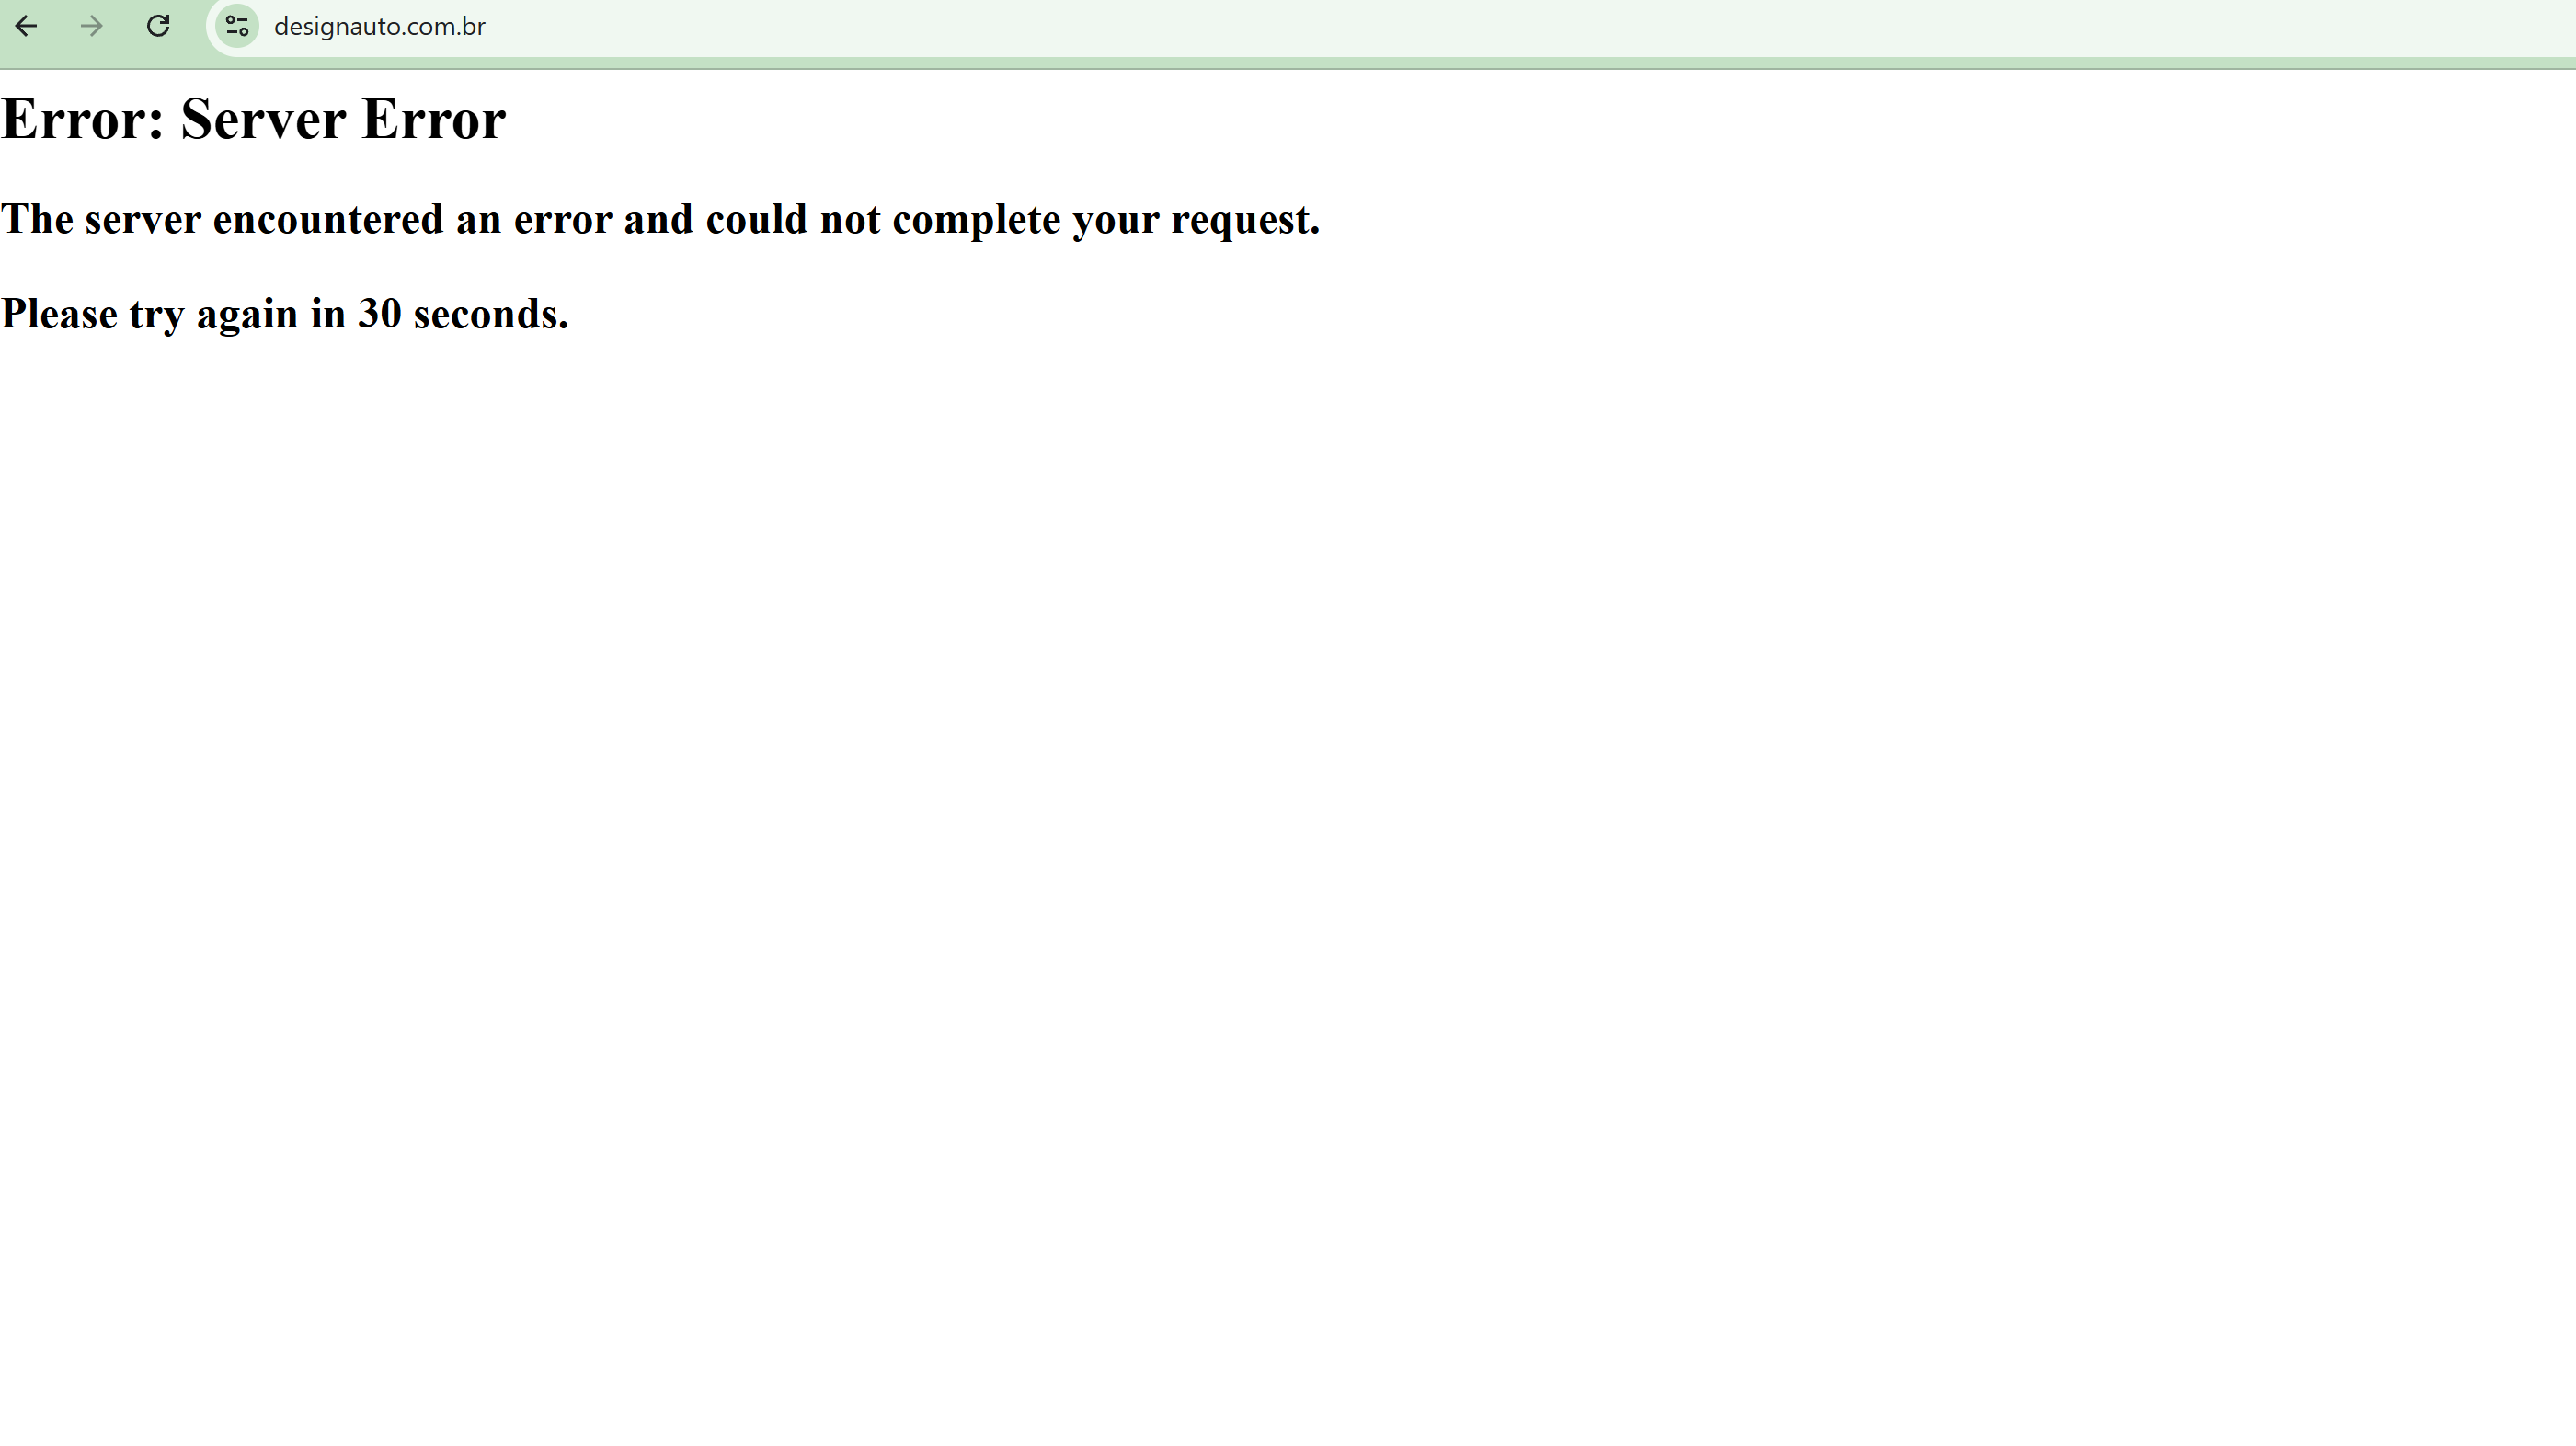 designauto.com.br
Error: Server Error
The server encountered an error and could not complete your request.
Please try again in 30 seconds.